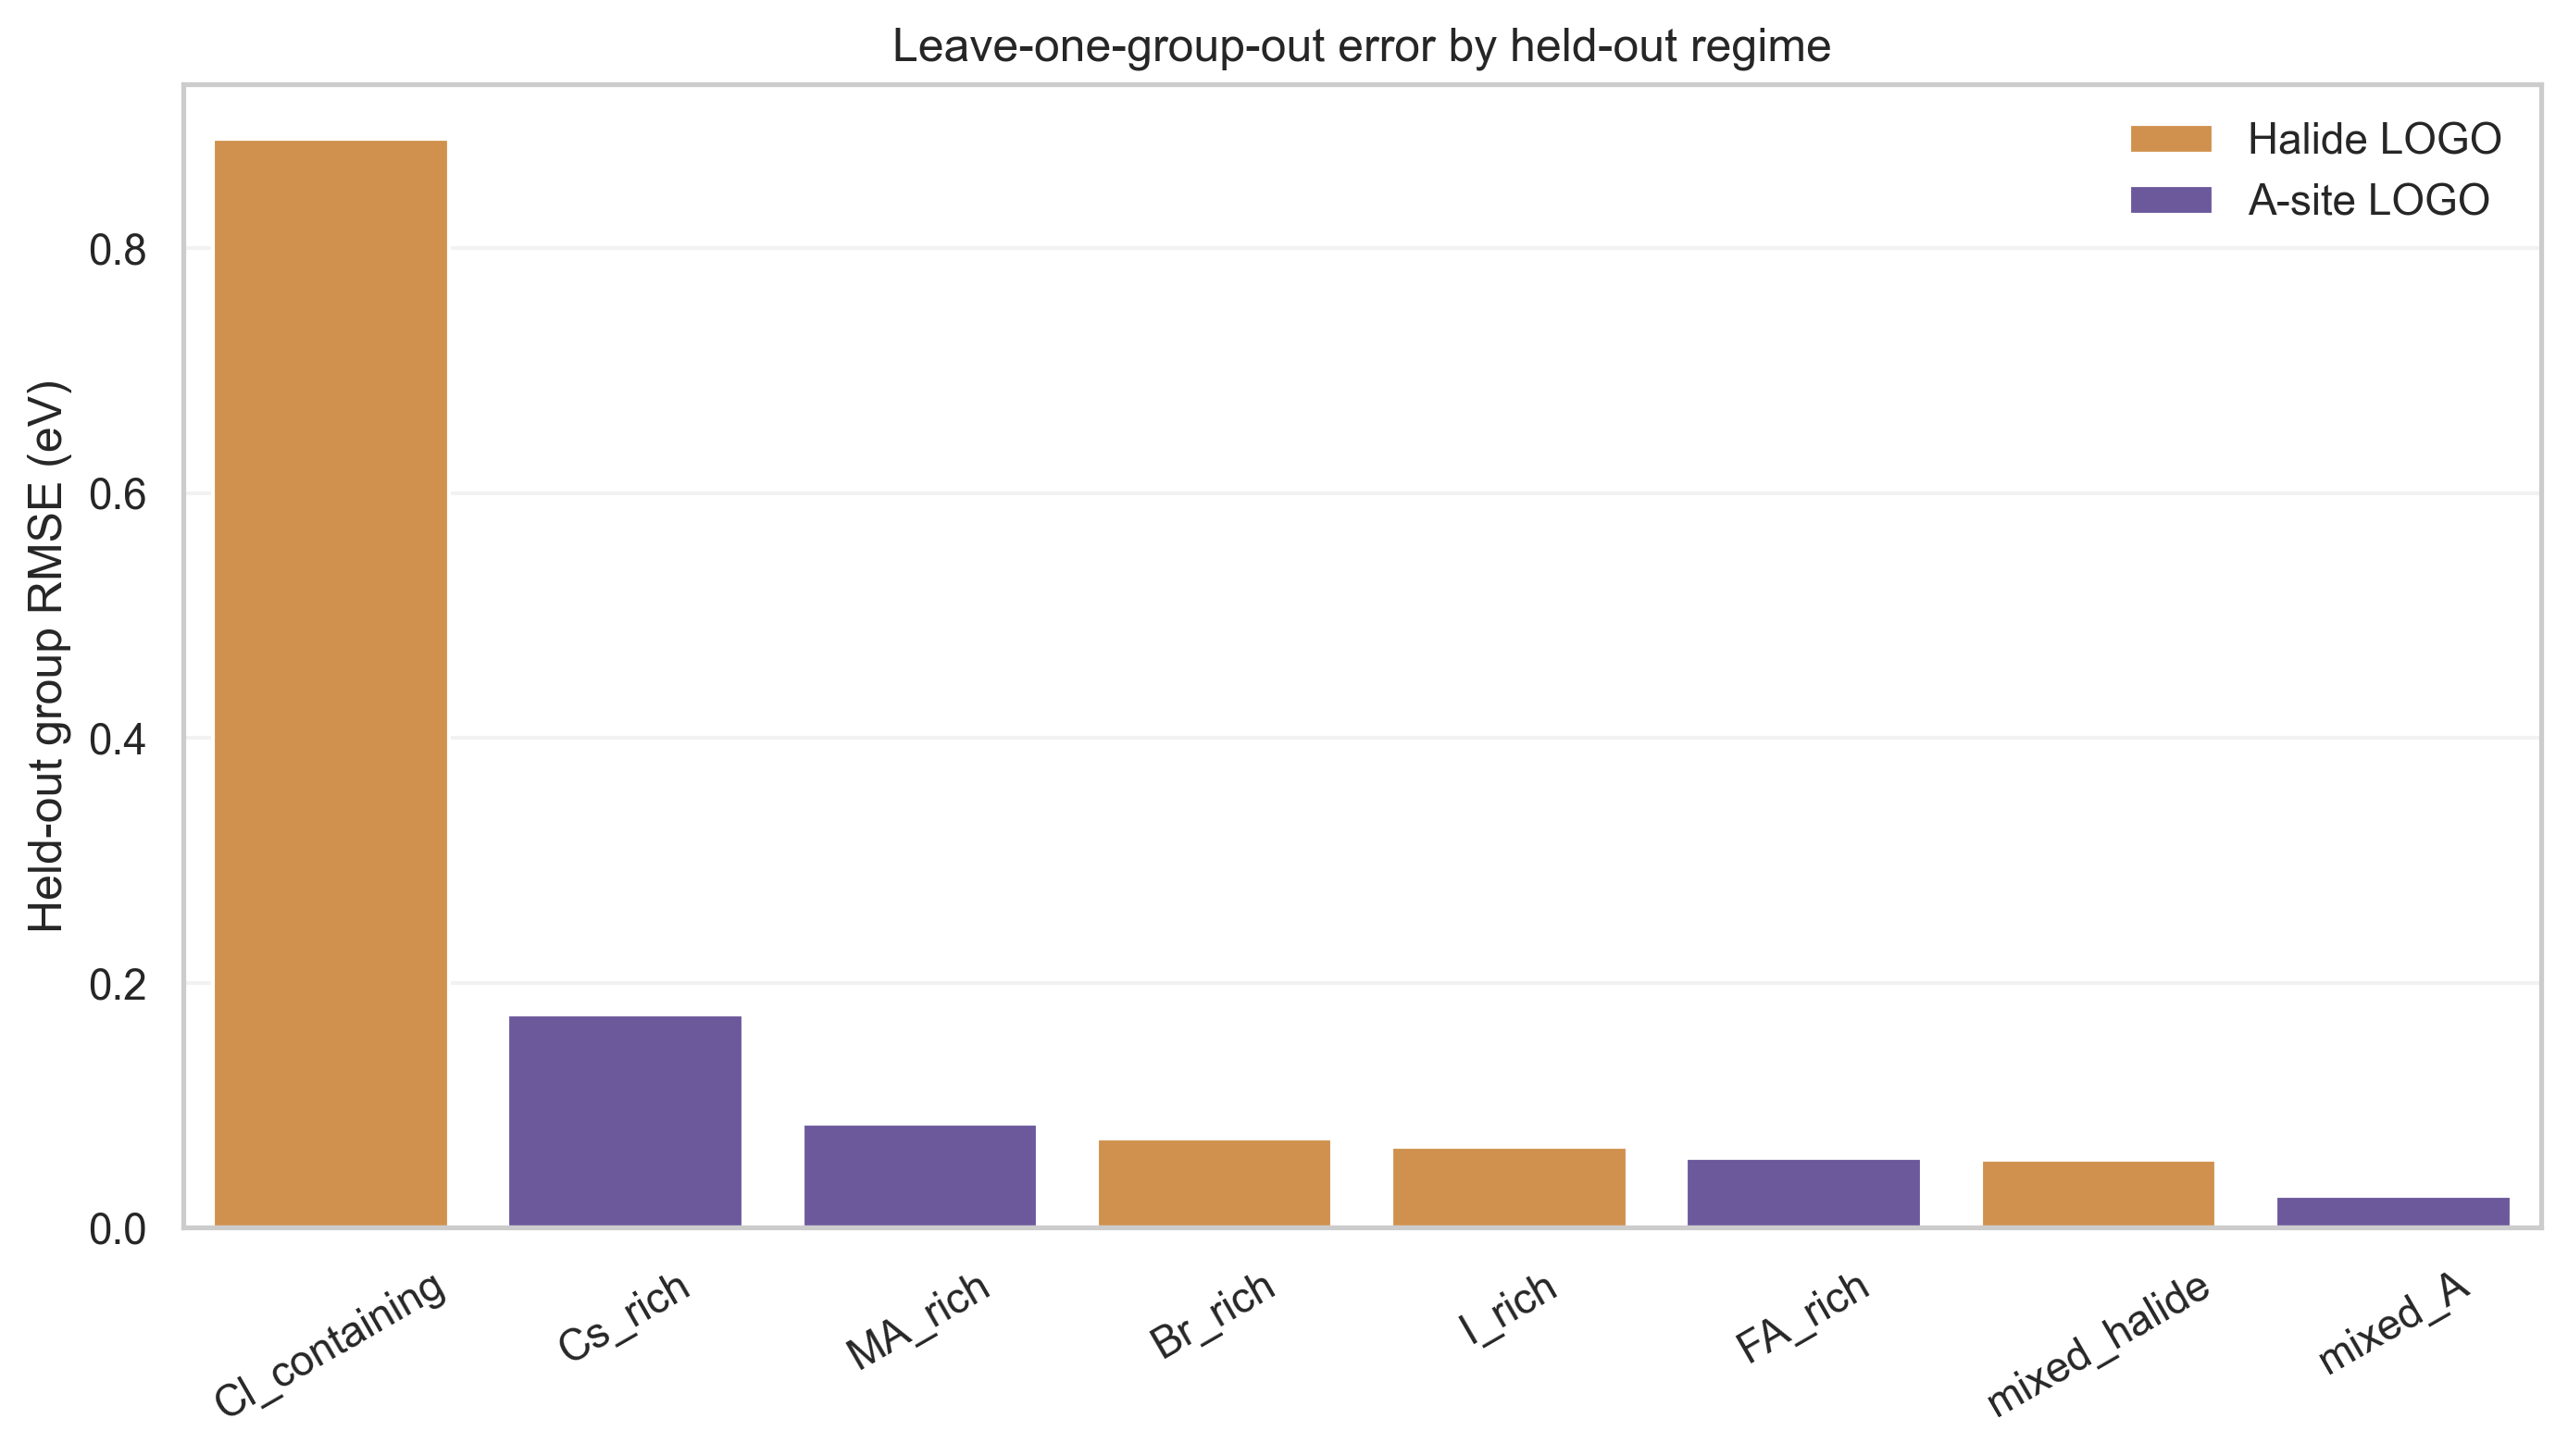 Leave-one-group-out error by held-out regime
Halide LOGO
A-site LOGO
Held-out group RMSE (eV)
0.8
0.6
0.4
0.2
0.0
Cl_containing
Cs_rich
MA_rich
Br_rich
I_rich
FA_rich
mixed_halide
mixed_A